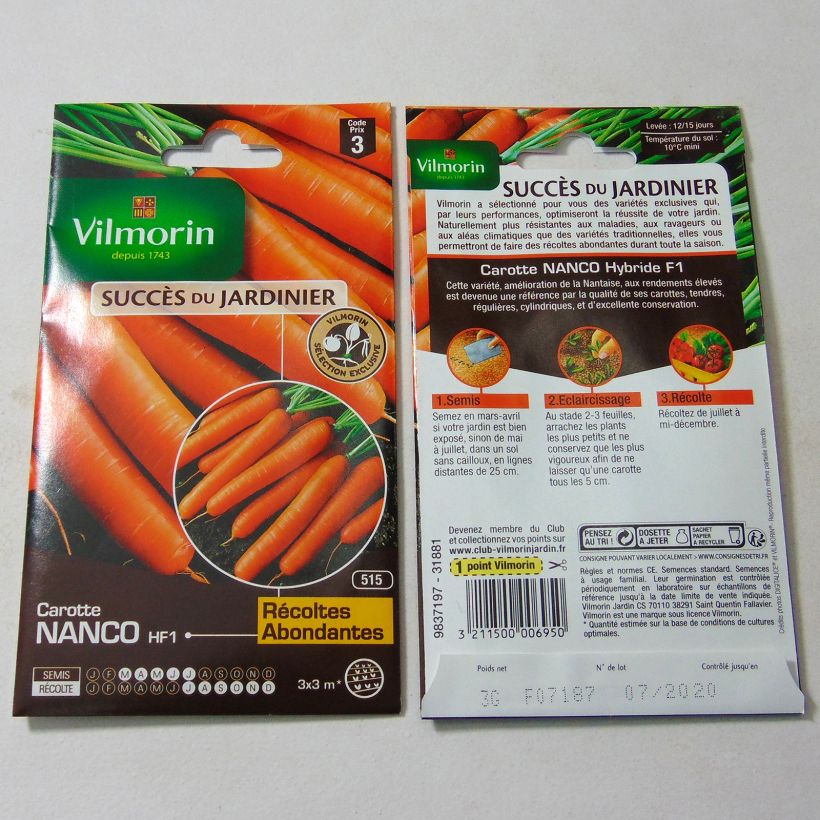 Code
Prix
3
Vilmorin
depuis 1743
SUCCÈS DU JARDINIER
VILMORIN
SÉLECTION EXCLUSIVE
515
Carotte
NANCO HF1
Récoltes
Abondantes
SEMIS J F M A M J J A S O N D
RÉCOLTE J F M A M J J A S O N D
3x3 m*
Levée : 12/15 jours
Température du sol :
10°C mini
Vilmorin
depuis 1743
SUCCÈS DU JARDINIER
Vilmorin a sélectionné pour vous des variétés exclusives qui,
par leurs performances, optimiseront la réussite de votre jardin.
Naturellement plus résistantes aux maladies, aux ravageurs ou
aux aléas climatiques que des variétés traditionnelles, elles vous
permettront de faire des récoltes abondantes durant toute la saison.
Carotte NANCO Hybride F1
Cette variété, amélioration de la Nantaise, aux rendements élevés
est devenue une référence par la qualité de ses carottes, tendres,
régulières, cylindriques, et d'excellente conservation.
1.Semis
Semez en mars-avril
si votre jardin est bien
exposé, sinon de mai
à juillet, dans un sol
sans cailloux, en lignes
distantes de 25 cm.
2.Eclaircissage
Au stade 2-3 feuilles,
arrachez les plants
les plus petits et ne
conservez que les plus
vigoureux afin de ne
laisser qu'une carotte
tous les 5 cm.
3.Récolte
Récoltez de juillet à
mi-décembre.
Devenez membre du Club
et collectionnez vos points sur
www.club-vilmorinjardin.fr
1 point Vilmorin
9837197 - 31881
3 211500 006950
PENSEZ
AU TRI !
DOSETTE
A JETER
SACHET
PAPIER
A RECYCLER
CONSIGNE POUVANT VARIER LOCALEMENT > WWW.CONSIGNESDETRI.FR
Règles et normes CE. Semences standard. Semences
à usage familial. Leur germination est contrôlée
périodiquement en laboratoire sur échantillons de
référence jusqu'à la date limite de vente indiquée.
Vilmorin Jardin CS 70110 38291 Saint Quentin Fallavier.
Vilmorin est un marque sous licence Vilmorin.
* Quantité estimée sur la base de conditions de cultures
optimales.
Crédits photos DIGITALICE® et VILMORIN®. Reproduction même partielle interdite
Poids net N° de lot Contrôlé jusqu'en
3G F07187 07/2020